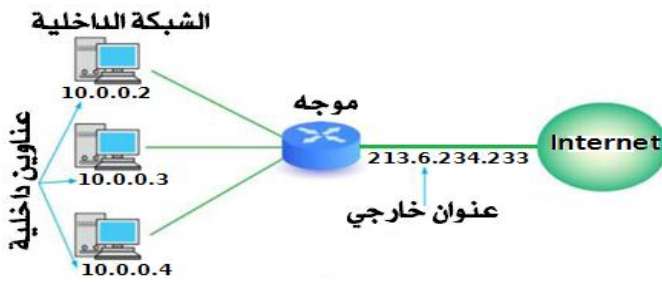 الشبكة الداخلية
10.0.0.2
موجه
عناوين داخلية
10.0.0.3
213.6.234.233
Internet
عنوان خارجي
10.0.0.4